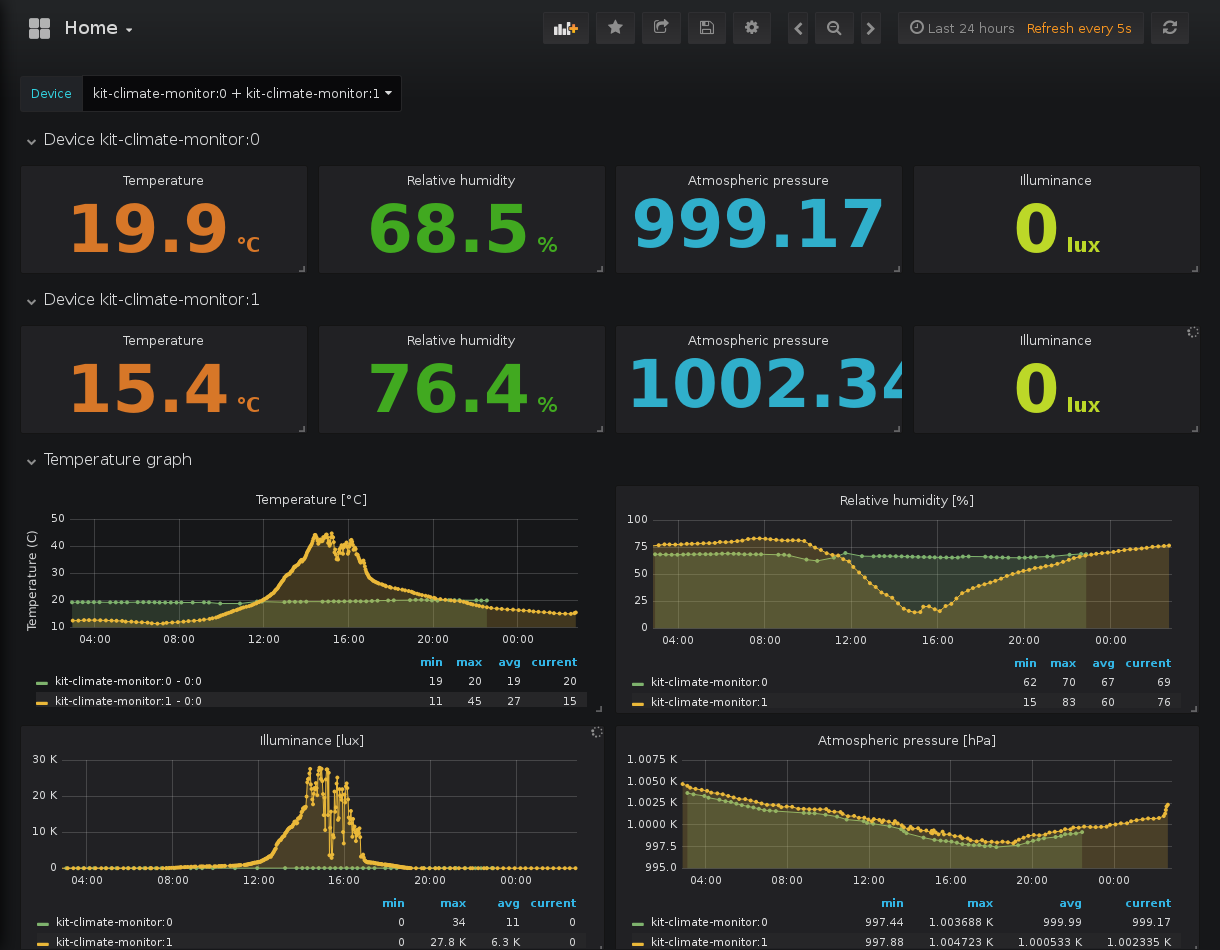 Home
Last 24 hours Refresh every 5s
Device kit-climate-monitor:0 + kit-climate-monitor:1
Device kit-climate-monitor:0
Temperature
19.9 °C
Relative humidity
68.5 %
Atmospheric pressure
999.17
Illuminance
0 lux
Device kit-climate-monitor:1
Temperature
15.4 °C
Relative humidity
76.4 %
Atmospheric pressure
1002.34
Illuminance
0 lux
Temperature graph
Temperature [°C]
Temperature (C)
50
40
30
20
10
04:00 08:00 12:00 16:00 20:00 00:00
min max avg current
kit-climate-monitor:0 - 0:0 19 20 19 20
kit-climate-monitor:1 - 0:0 11 45 27 15
Relative humidity [%]
100
75
50
25
0
04:00 08:00 12:00 16:00 20:00 00:00
min max avg current
kit-climate-monitor:0 62 70 67 69
kit-climate-monitor:1 15 83 60 76
Illuminance [lux]
30 K
20 K
10 K
0
04:00 08:00 12:00 16:00 20:00 00:00
min max avg current
kit-climate-monitor:0 0 34 11 0
kit-climate-monitor:1 0 27.8 K 6.3 K 0
Atmospheric pressure [hPa]
1.0075 K
1.0050 K
1.0025 K
1.0000 K
997.5
995.0
04:00 08:00 12:00 16:00 20:00 00:00
min max avg current
kit-climate-monitor:0 997.44 1.003688 K 999.99 999.17
kit-climate-monitor:1 997.88 1.004723 K 1.000533 K 1.002335 K